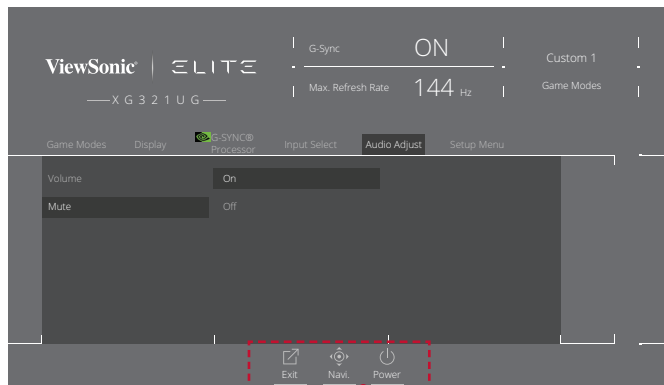 ViewSonic® ELITE
XG321UG
G-Sync ON
Max. Refresh Rate 144 Hz
Custom 1
Game Modes
Game Modes Display G-SYNC® Processor Input Select Audio Adjust Setup Menu
Volume On
Mute Off
Exit Navi. Power